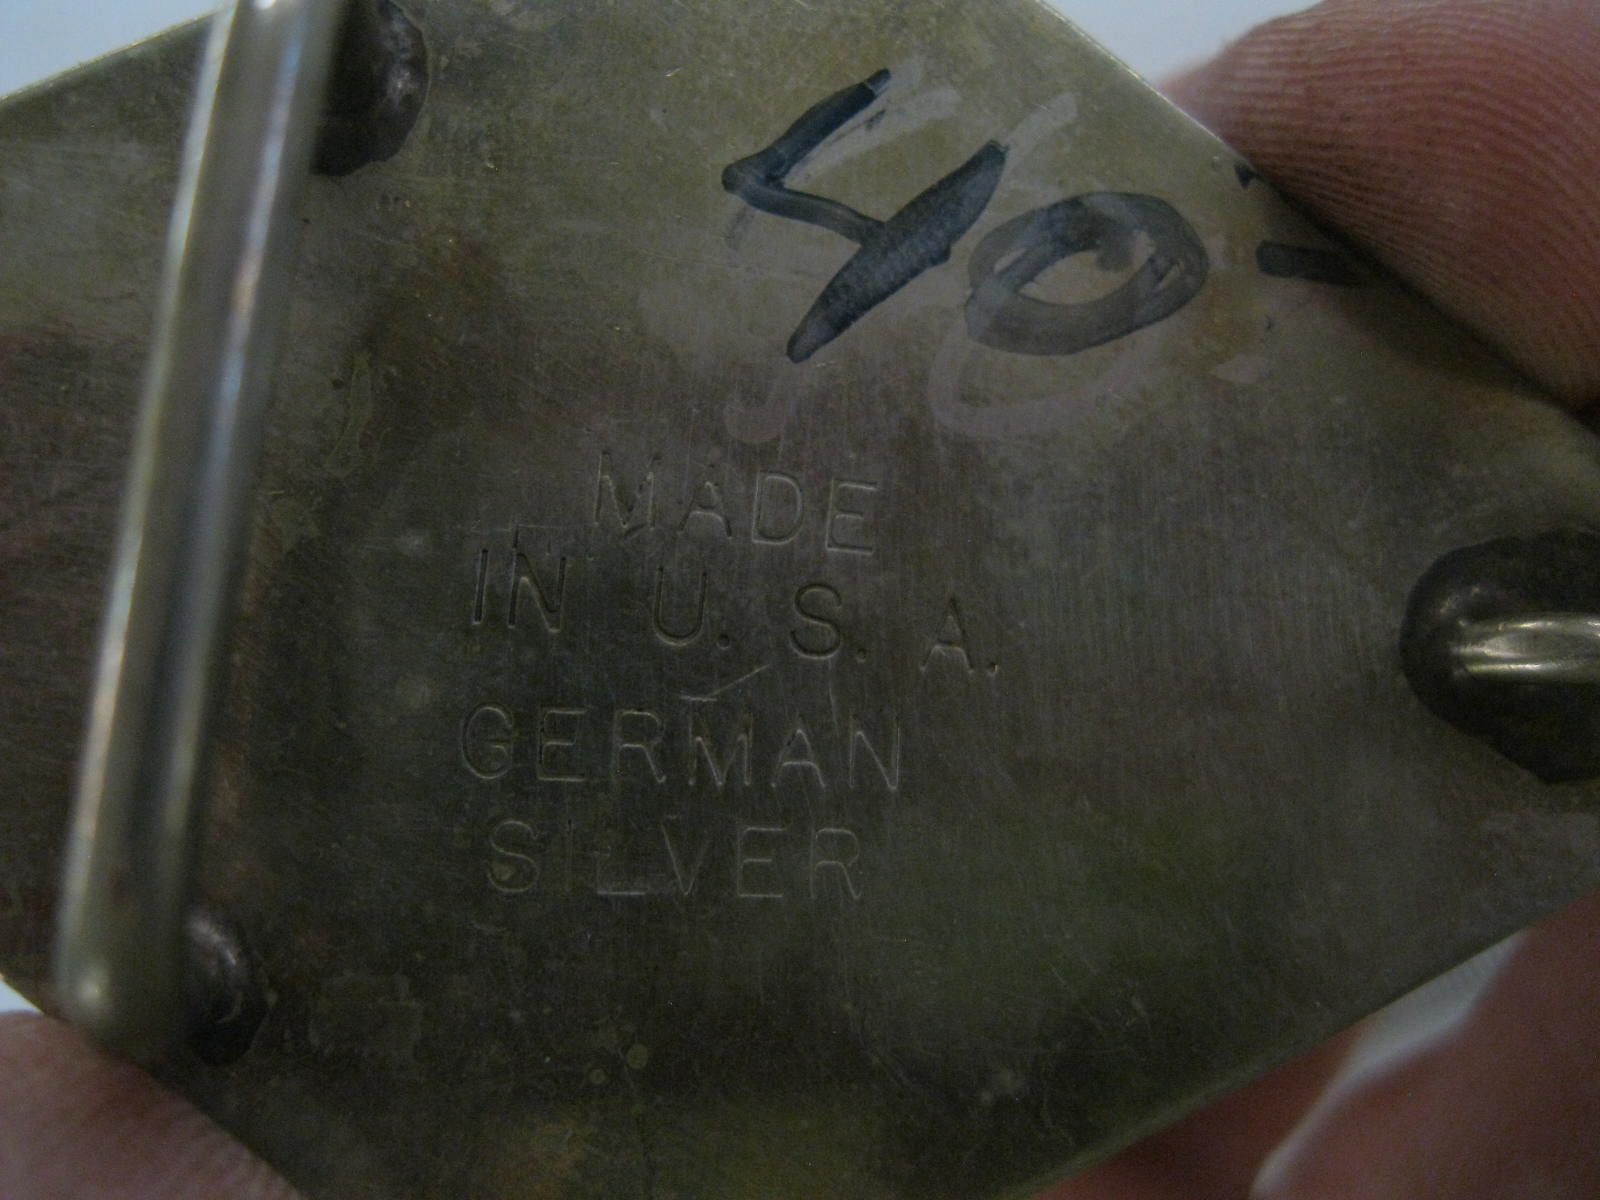 40-
MADE
IN U. S. A.
GERMAN
SILVER